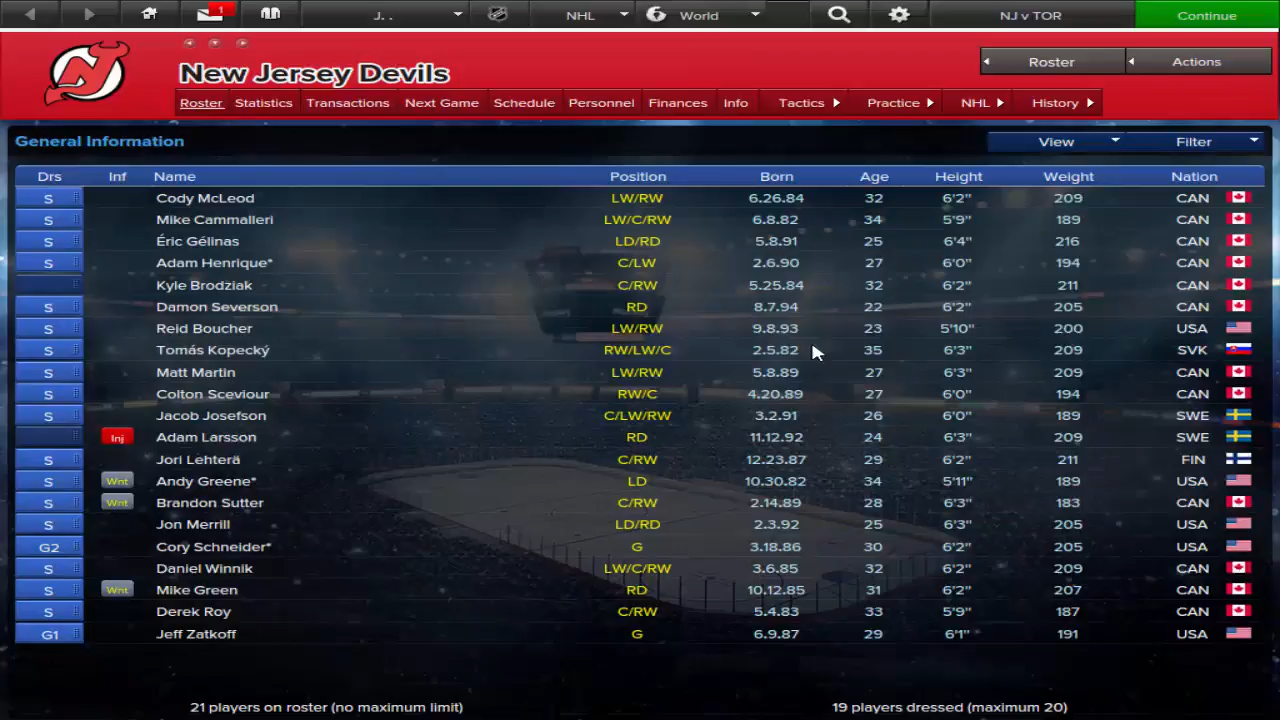 1 J. . NHL World NJ v TOR Continue
New Jersey Devils Roster Actions
Roster Statistics Transactions Next Game Schedule Personnel Finances Info Tactics Practice NHL History
General Information View Filter
Drs Inf Name Position Born Age Height Weight Nation
S Cody McLeod LW/RW 6.26.84 32 6'2" 209 CAN
S Mike Cammalleri LW/C/RW 6.8.82 34 5'9" 189 CAN
S Éric Gélinas LD/RD 5.8.91 25 6'4" 216 CAN
S Adam Henrique* C/LW 2.6.90 27 6'0" 194 CAN
Kyle Brodziak C/RW 5.25.84 32 6'2" 211 CAN
S Damon Severson RD 8.7.94 22 6'2" 205 CAN
S Reid Boucher LW/RW 9.8.93 23 5'10" 200 USA
S Tomás Kopecký RW/LW/C 2.5.82 35 6'3" 209 SVK
S Matt Martin LW/RW 5.8.89 27 6'3" 209 CAN
S Colton Sceviour RW/C 4.20.89 27 6'0" 194 CAN
S Jacob Josefson C/LW/RW 3.2.91 26 6'0" 189 SWE
Inj Adam Larsson RD 11.12.92 24 6'3" 209 SWE
S Jori Lehterä C/RW 12.23.87 29 6'2" 211 FIN
S Wnt Andy Greene* LD 10.30.82 34 5'11" 189 USA
S Wnt Brandon Sutter C/RW 2.14.89 28 6'3" 183 CAN
S Jon Merrill LD/RD 2.3.92 25 6'3" 205 USA
G2 Cory Schneider* G 3.18.86 30 6'2" 205 USA
S Daniel Winnik LW/C/RW 3.6.85 32 6'2" 209 CAN
S Wnt Mike Green RD 10.12.85 31 6'2" 207 CAN
S Derek Roy C/RW 5.4.83 33 5'9" 187 CAN
G1 Jeff Zatkoff G 6.9.87 29 6'1" 191 USA
21 players on roster (no maximum limit) 19 players dressed (maximum 20)